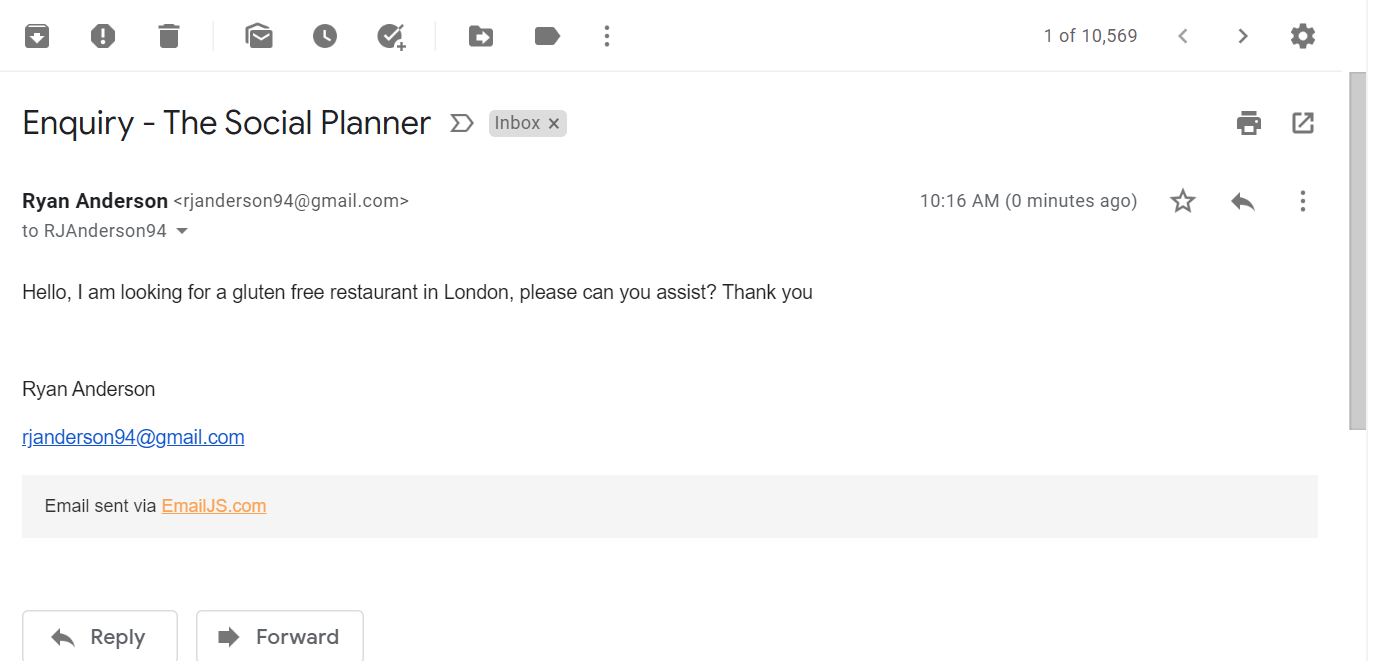 1 of 10,569
Enquiry - The Social Planner Inbox ×
Ryan Anderson <rjanderson94@gmail.com> 10:16 AM (0 minutes ago)
to RJAnderson94
Hello, I am looking for a gluten free restaurant in London, please can you assist? Thank you
Ryan Anderson
rjanderson94@gmail.com
Email sent via EmailJS.com
Reply Forward